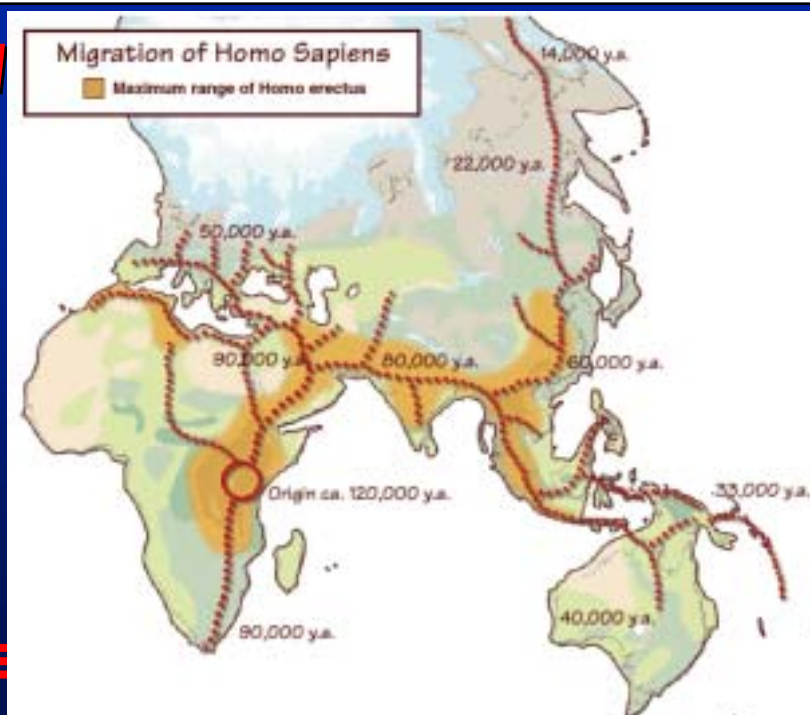 Migration of Homo Sapiens
Maximum range of Homo erectus
14,000 y.a.
22,000 y.a.
50,000 y.a.
90,000 y.a.
80,000 y.a.
60,000 y.a.
Origin ca. 120,000 y.a.
33,000 y.a.
40,000 y.a.
90,000 y.a.